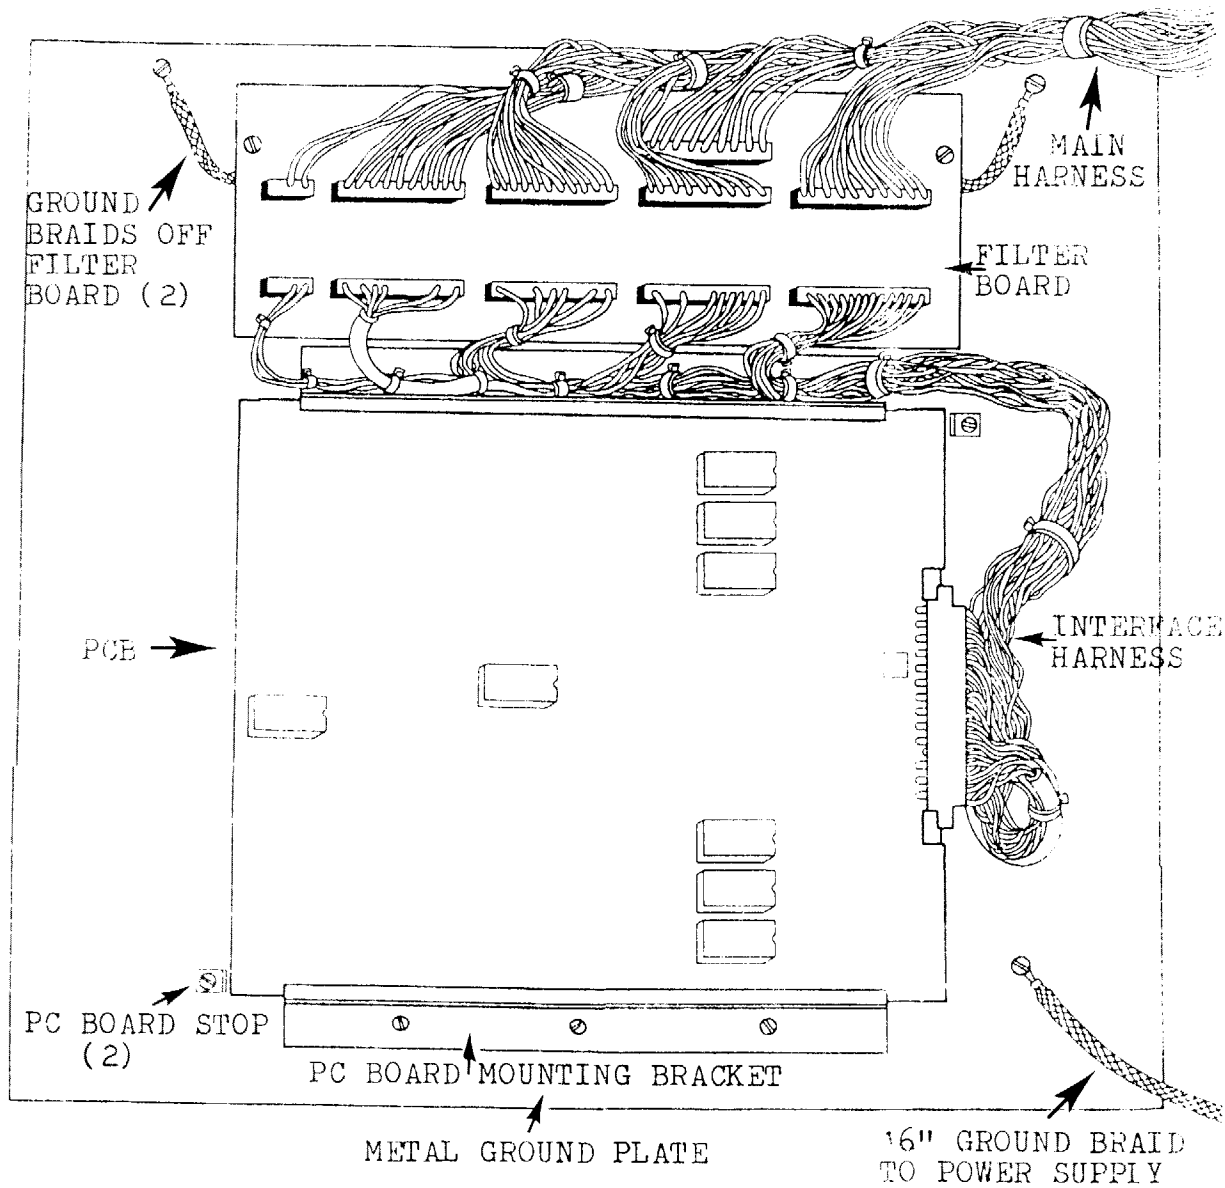 MAIN
HARNESS
GROUND
BRAIDS OFF
FILTER
BOARD (2)
FILTER
BOARD
PCB
INTERFACE
HARNESS
PC BOARD STOP
(2)
PC BOARD MOUNTING BRACKET
METAL GROUND PLATE
GROUND BRAID
TO POWER SUPPLY